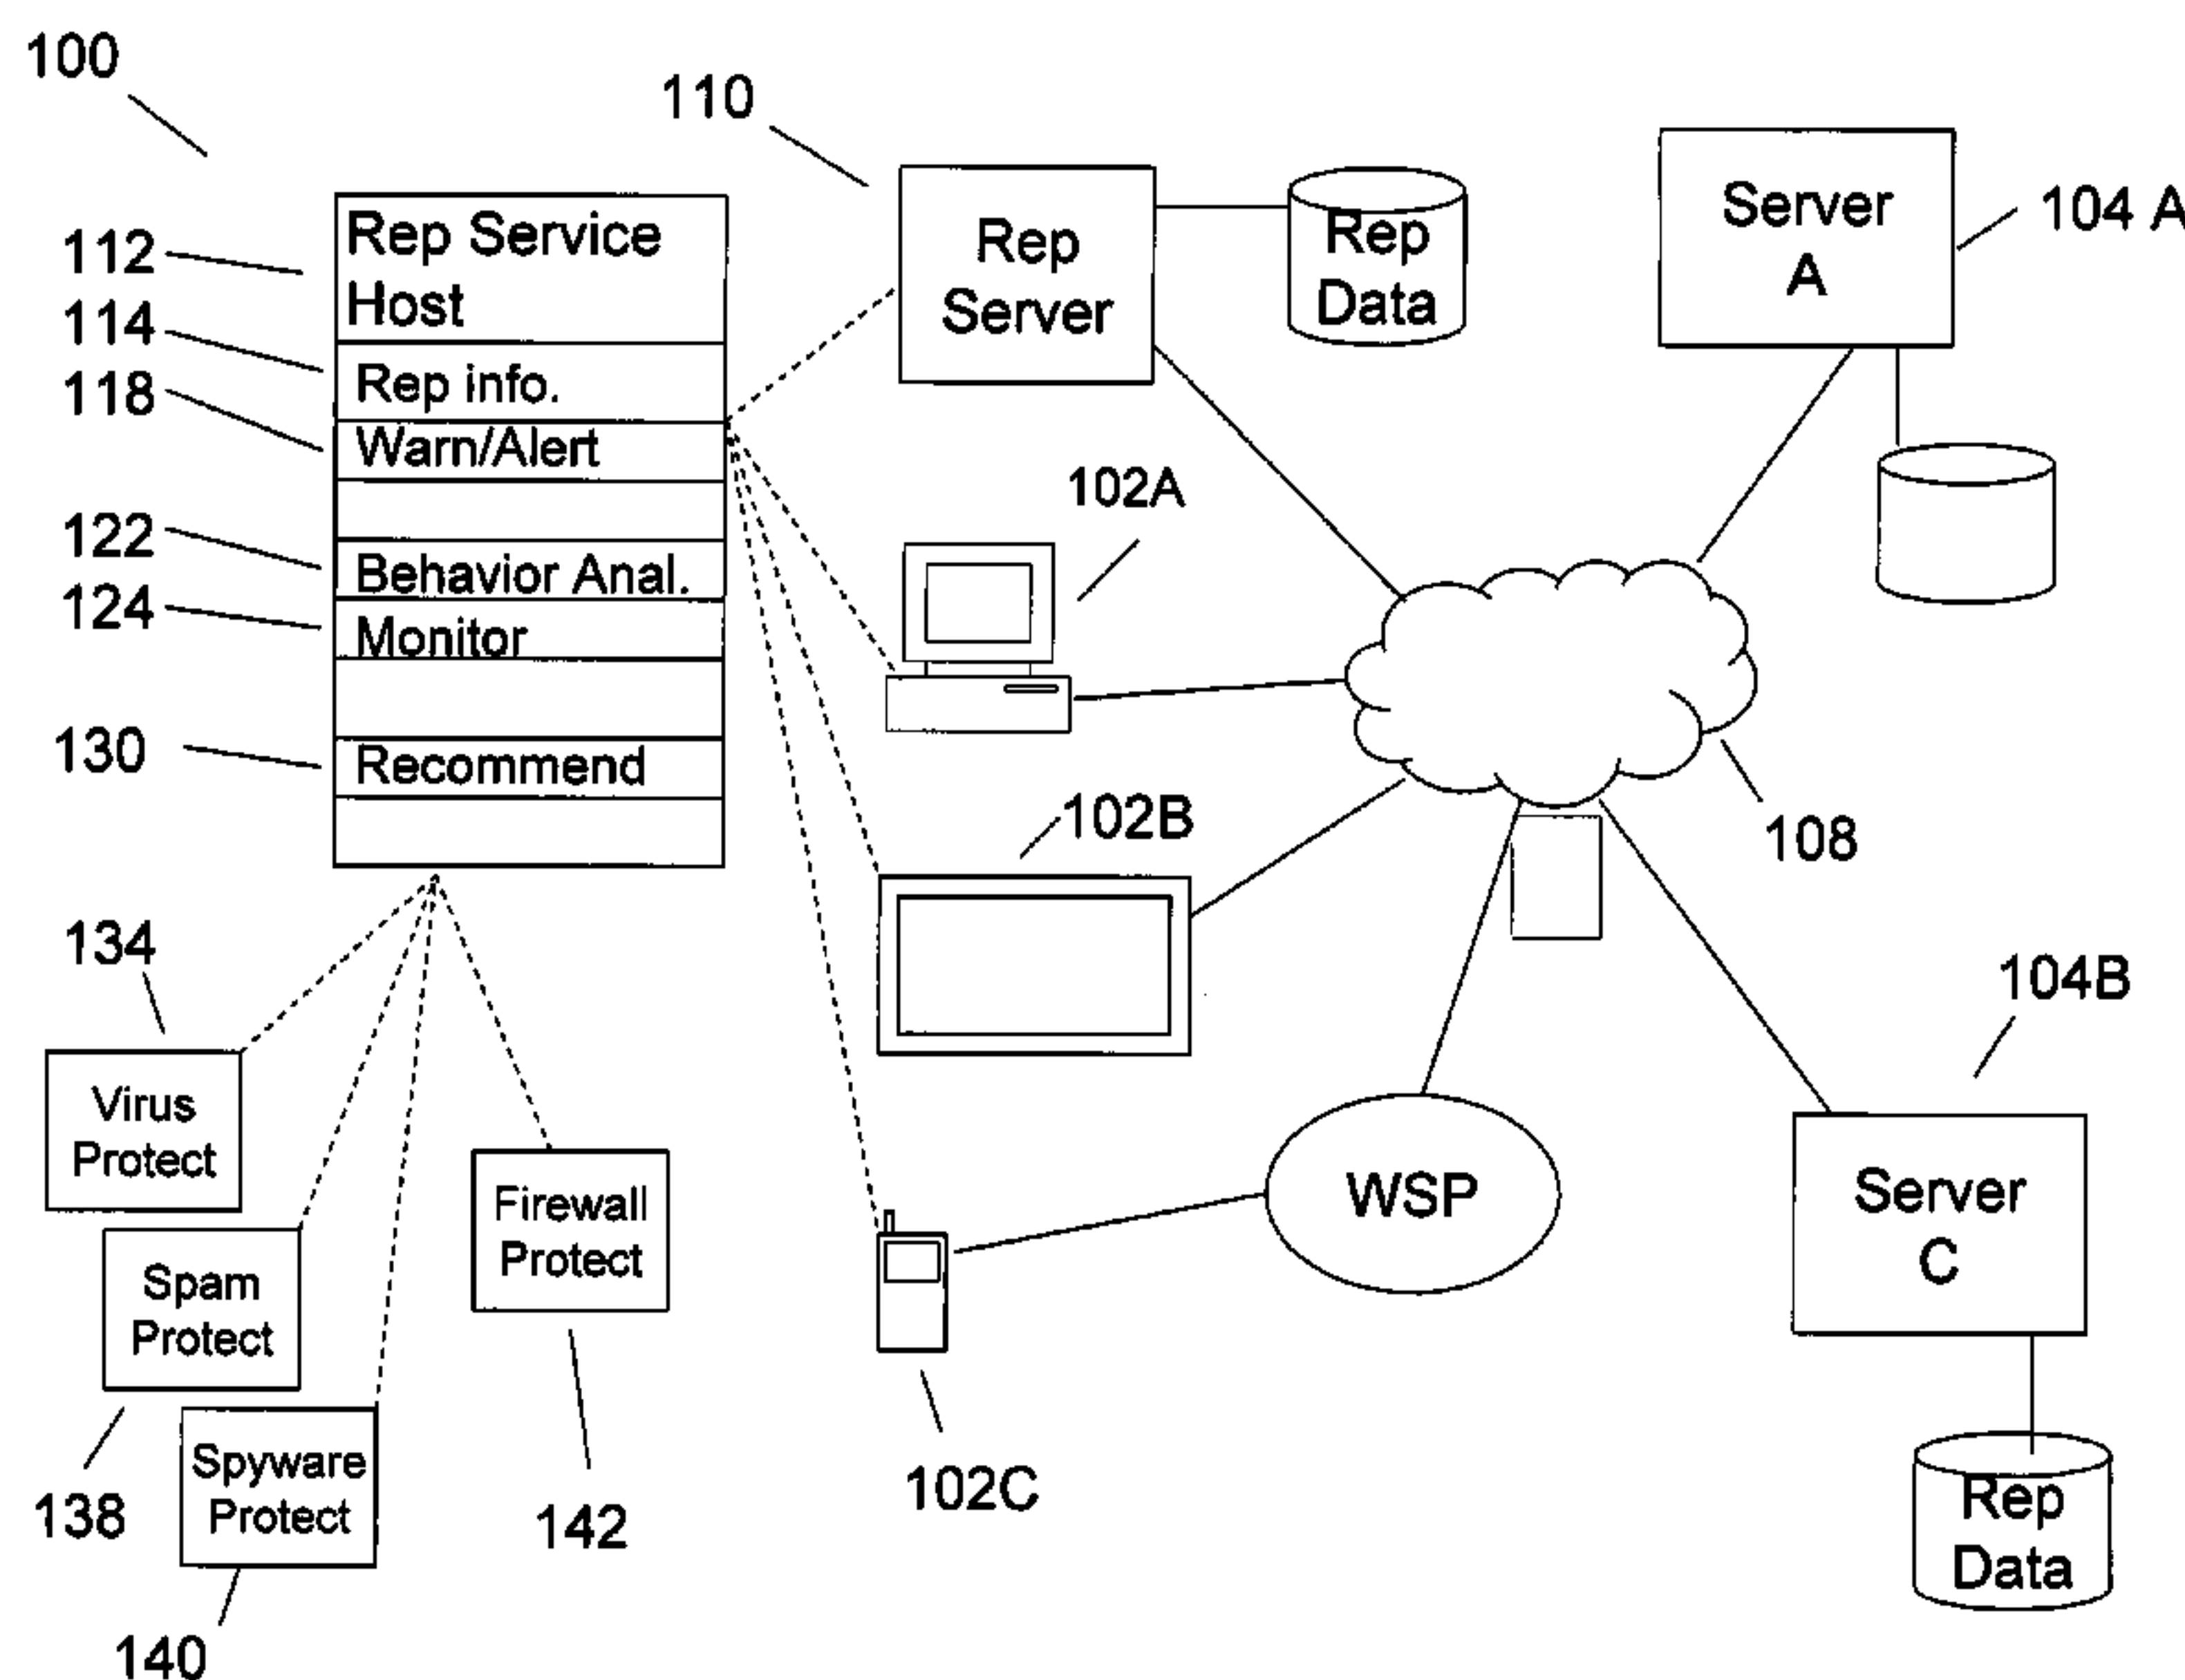 100
110
Rep Service
Host
112
114
Rep info.
118
Warn/Alert
122
Behavior Anal.
124
Monitor
130
Recommend
Rep
Server
Rep
Data
Server
A
104 A
102A
102B
108
134
Virus
Protect
Spam
Protect
138
Spyware
Protect
140
Firewall
Protect
142
102C
WSP
104B
Server
C
Rep
Data